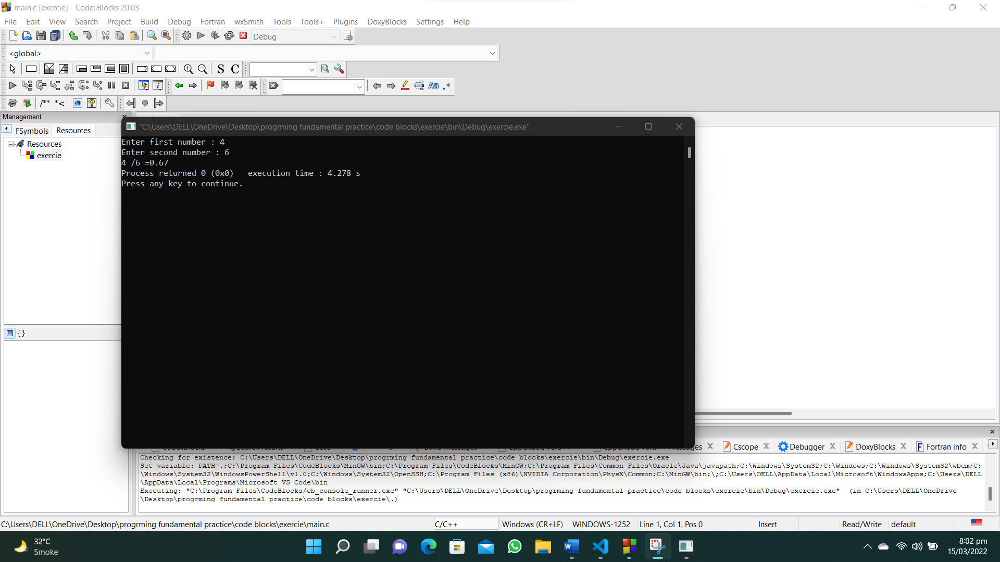 main.c [exercie] - Code::Blocks 20.03
File Edit View Search Project Build Debug Fortran wxSmith Tools Tools+ Plugins DoxyBlocks Settings Help
Debug
<global>
S C
Aa .*
/** *<
Management
FSymbols Resources
Resources
exercie
{}
"C:\Users\DELL\OneDrive\Desktop\progrming fundamental practice\code blocks\exercie\bin\Debug\exercie.exe"
Enter first number : 4
Enter second number : 6
4 /6 =0.67
Process returned 0 (0x0)   execution time : 4.278 s
Press any key to continue.
Cscope Debugger DoxyBlocks Fortran info
Checking for existence: C:\Users\DELL\OneDrive\Desktop\progrming fundamental practice\code blocks\exercie\bin\Debug\exercie.exe
Set variable: PATH=.;C:\Program Files\CodeBlocks\MinGW\bin;C:\Program Files\CodeBlocks\MinGW;C:\Program Files\Common Files\Oracle\Java\javapath;C:\Windows\System32;C:\Windows;C:\Windows\System32\wbem;C:
\Windows\System32\WindowsPowerShell\v1.0;C:\Windows\System32\OpenSSH;C:\Program Files (x86)\NVIDIA Corporation\PhysX\Common;C:\MinGW\bin;\;C:\Users\DELL\AppData\Local\Microsoft\WindowsApps;C:\Users\DELL
\AppData\Local\Programs\Microsoft VS Code\bin
Executing: "C:\Program Files\CodeBlocks/cb_console_runner.exe" "C:\Users\DELL\OneDrive\Desktop\progrming fundamental practice\code blocks\exercie\bin\Debug\exercie.exe"  (in C:\Users\DELL\OneDrive
\Desktop\progrming fundamental practice\code blocks\exercie\.)
C:\Users\DELL\OneDrive\Desktop\progrming fundamental practice\code blocks\exercie\main.c C/C++ Windows (CR+LF) WINDOWS-1252 Line 1, Col 1, Pos 0 Insert Read/Write default
32°C
Smoke
8:02 pm
15/03/2022